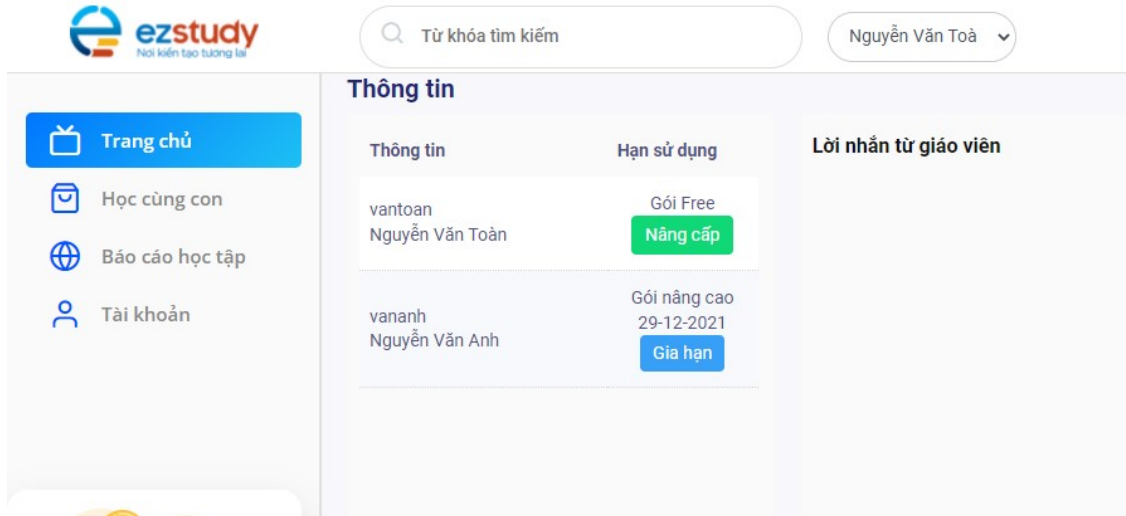 ezstudy
Nơi kiến tạo tương lai
Từ khóa tìm kiếm
Nguyễn Văn Toà
Trang chủ
Học cùng con
Báo cáo học tập
Tài khoản
Thông tin
Thông tin
Hạn sử dụng
vantoan
Nguyễn Văn Toàn
Gói Free
Nâng cấp
vananh
Nguyễn Văn Anh
Gói nâng cao
29-12-2021
Gia hạn
Lời nhắn từ giáo viên